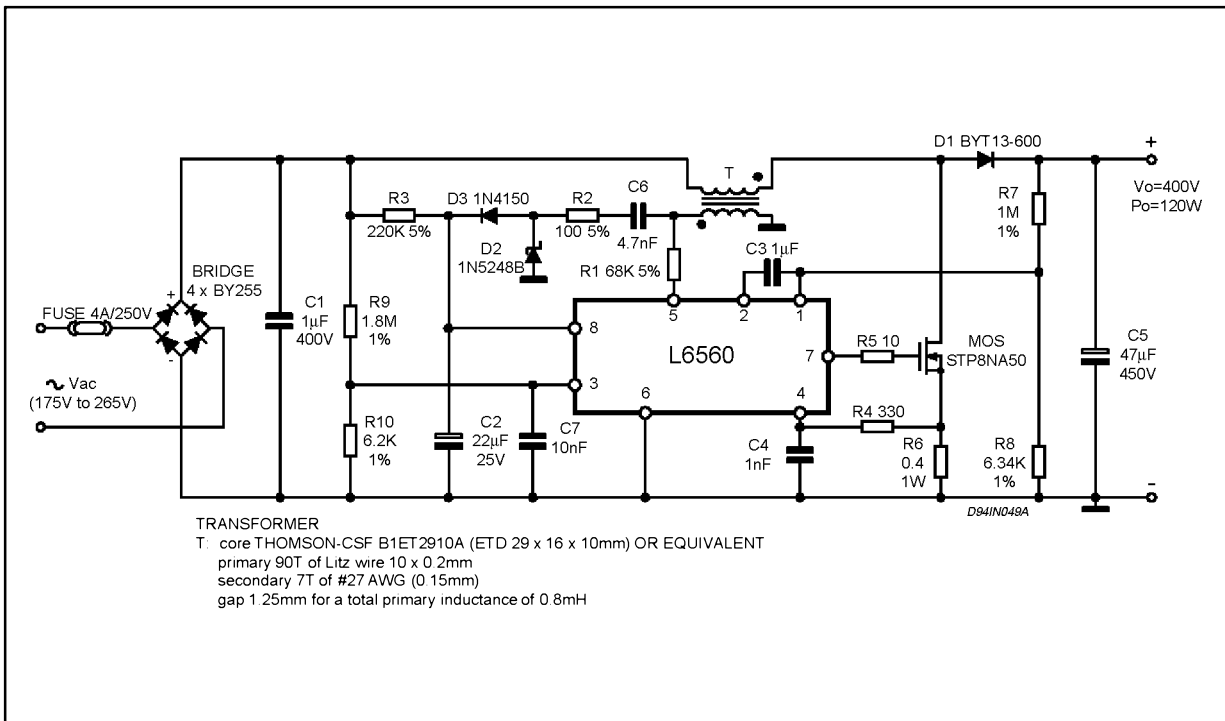 D1 BYT13-600
+
T
C6
R3
D3 1N4150
R2
R7
1M
1%
Vo=400V
Po=120W
220K 5%
100 5%
4.7nF
C3 1µF
D2
1N5248B
R1 68K 5%
BRIDGE
4 x BY255
+
FUSE 4A/250V
-
C1
1µF
400V
R9
1.8M
1%
5
2
1
8
L6560
7
R5 10
MOS
STP8NA50
C5
47µF
450V
~ Vac
(175V to 265V)
3
6
4
R10
6.2K
1%
C2
22µF
25V
C7
10nF
C4
1nF
R4 330
R6
0.4
1W
R8
6.34K
1%
-
D94IN049A
TRANSFORMER
T: core THOMSON-CSF B1ET2910A (ETD 29 x 16 x 10mm) OR EQUIVALENT
primary 90T of Litz wire 10 x 0.2mm
secondary 7T of #27 AWG (0.15mm)
gap 1.25mm for a total primary inductance of 0.8mH